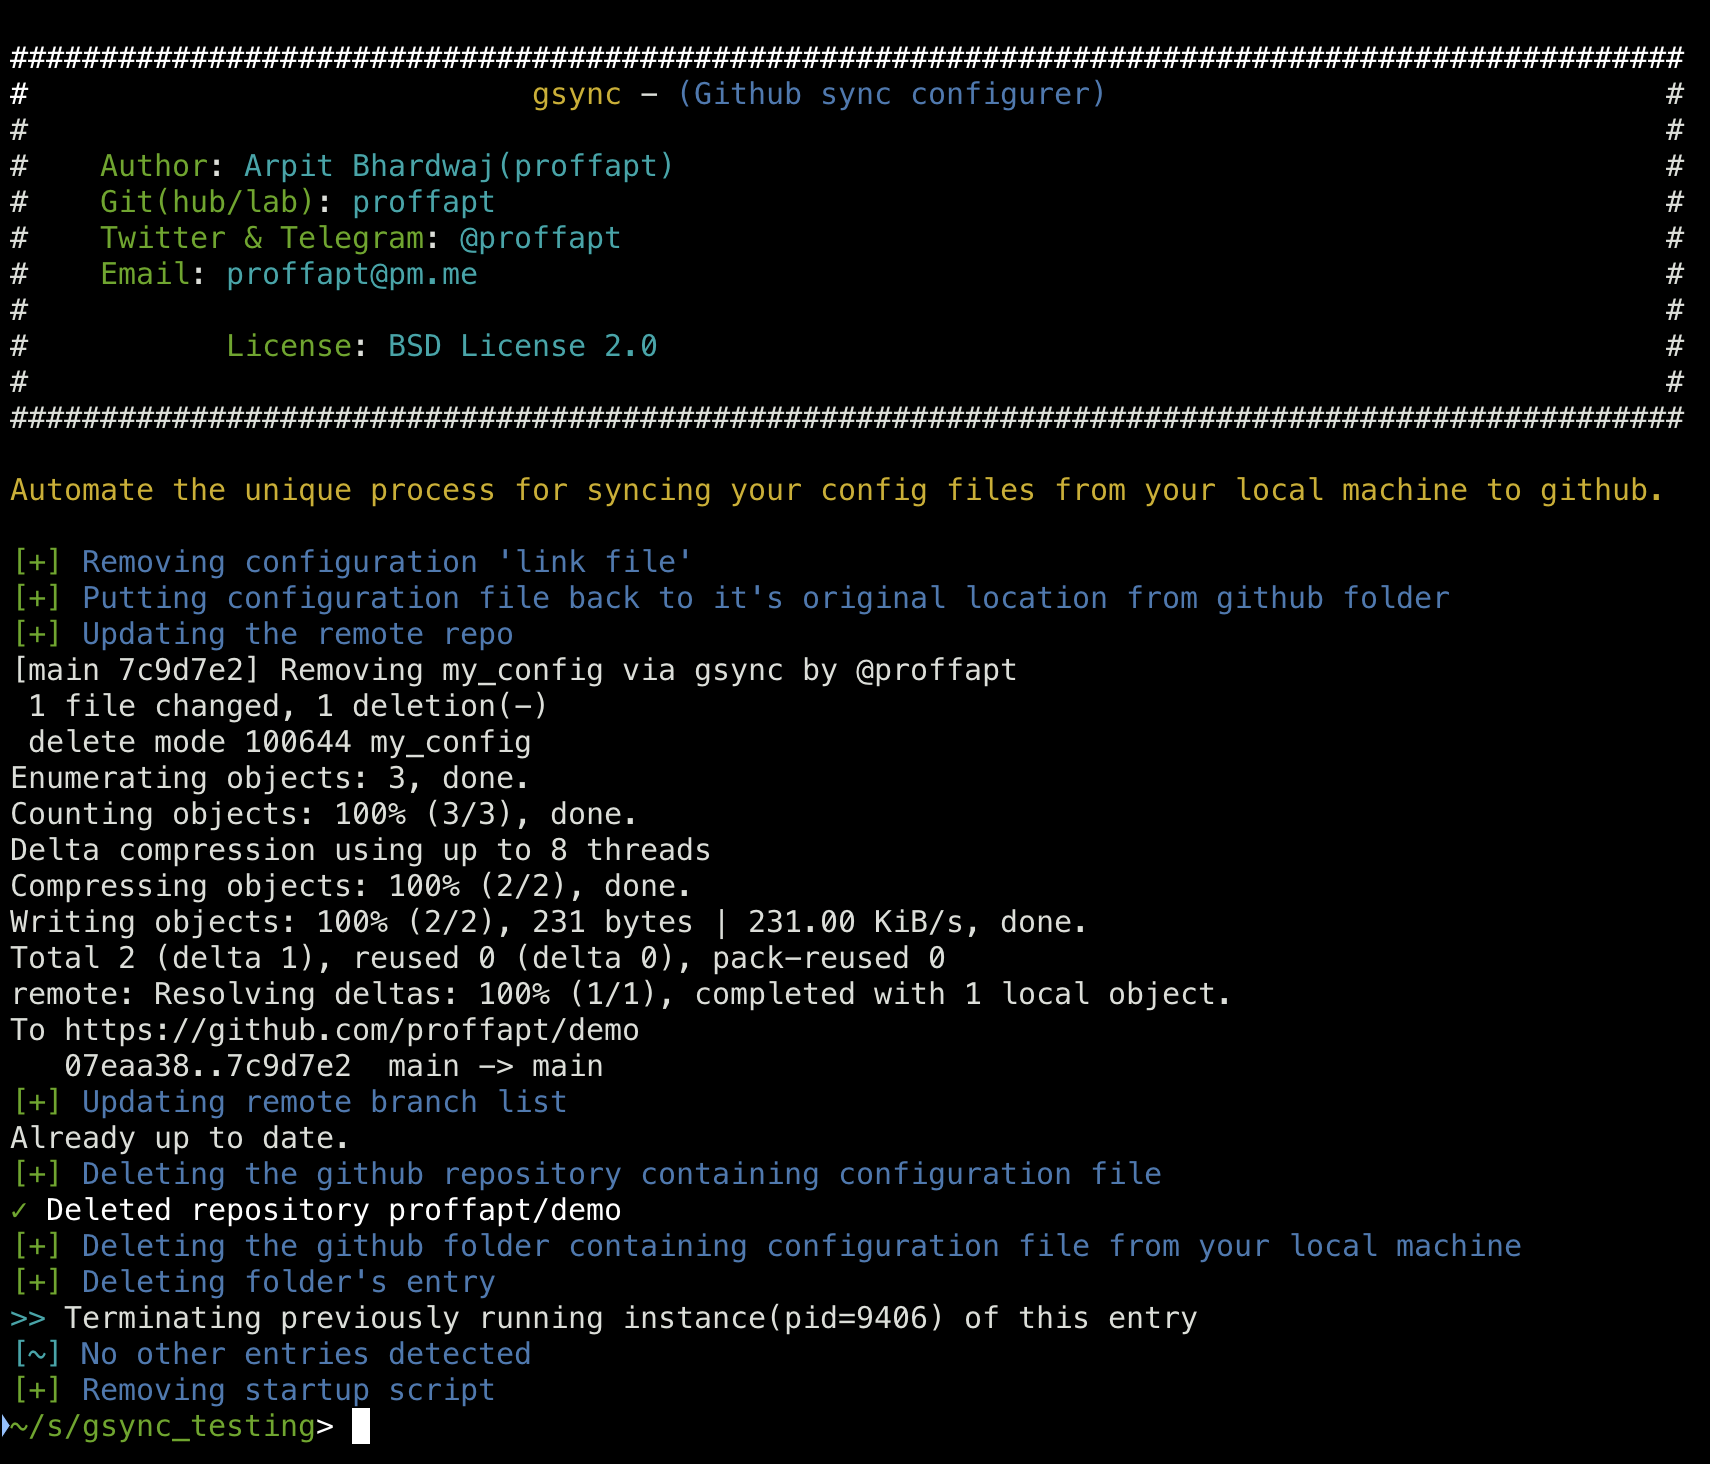 #############################################################################################
# gsync - (Github sync configurer) #
# #
# Author: Arpit Bhardwaj(proffapt) #
# Git(hub/lab): proffapt #
# Twitter & Telegram: @proffapt #
# Email: proffapt@pm.me #
# #
# License: BSD License 2.0 #
# #
#############################################################################################
Automate the unique process for syncing your config files from your local machine to github.
[+] Removing configuration 'link file'
[+] Putting configuration file back to it's original location from github folder
[+] Updating the remote repo
[main 7c9d7e2] Removing my_config via gsync by @proffapt
1 file changed, 1 deletion(-)
delete mode 100644 my_config
Enumerating objects: 3, done.
Counting objects: 100% (3/3), done.
Delta compression using up to 8 threads
Compressing objects: 100% (2/2), done.
Writing objects: 100% (2/2), 231 bytes | 231.00 KiB/s, done.
Total 2 (delta 1), reused 0 (delta 0), pack-reused 0
remote: Resolving deltas: 100% (1/1), completed with 1 local object.
To https://github.com/proffapt/demo
07eaa38..7c9d7e2  main -> main
[+] Updating remote branch list
Already up to date.
[+] Deleting the github repository containing configuration file
✓ Deleted repository proffapt/demo
[+] Deleting the github folder containing configuration file from your local machine
[+] Deleting folder's entry
>> Terminating previously running instance(pid=9406) of this entry
[~] No other entries detected
[+] Removing startup script
~/s/gsync_testing>